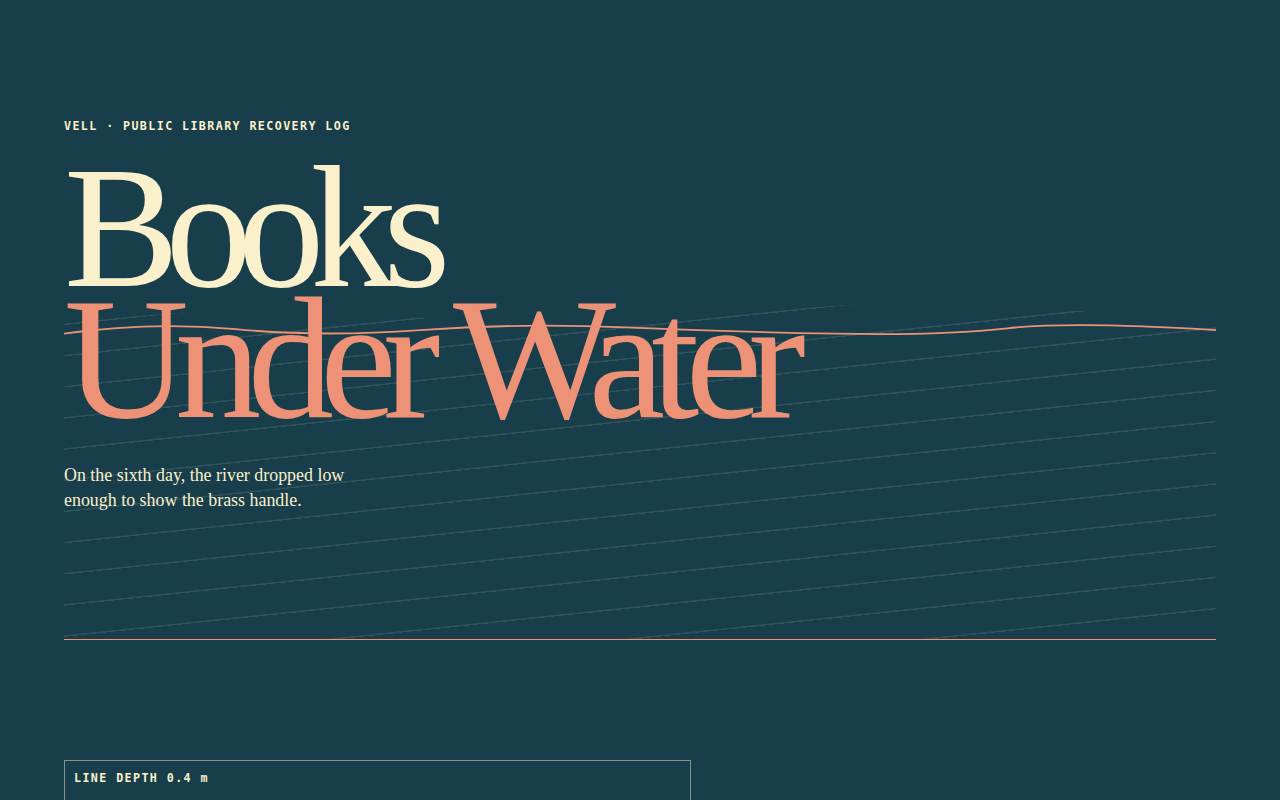 VELL · PUBLIC LIBRARY RECOVERY LOG
Books
Under Water
On the sixth day, the river dropped low
enough to show the brass handle.
LINE DEPTH 0.4 m